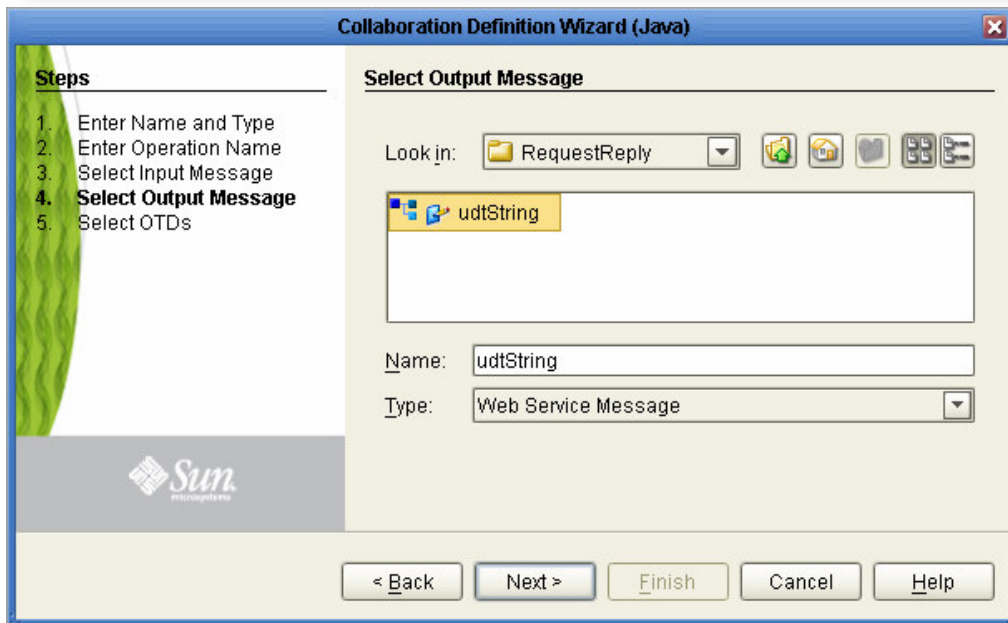 Collaboration Definition Wizard (Java)
Steps
1. Enter Name and Type
2. Enter Operation Name
3. Select Input Message
4. Select Output Message
5. Select OTDs
Sun
microsystems
Select Output Message
Look in: RequestReply
udtString
Name: udtString
Type: Web Service Message
< Back Next > Finish Cancel Help